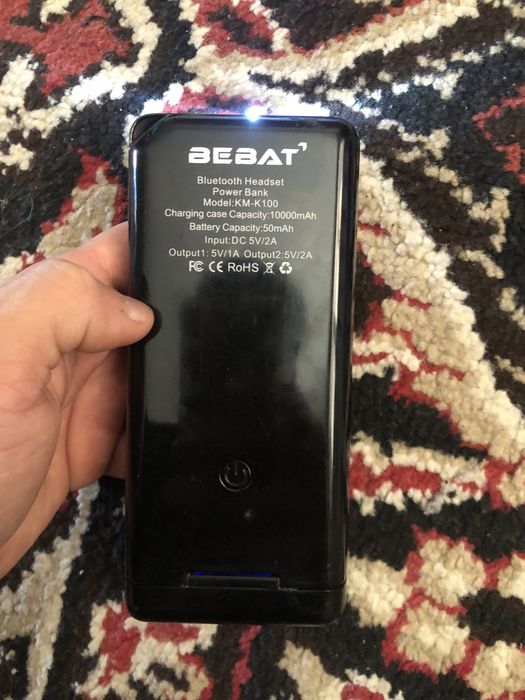 BEBAT
Bluetooth Headset
Power Bank
Model:KM-K100
Charging case Capacity:10000mAh
Battery Capacity:50mAh
Input:DC 5V/2A
Output1: 5V/1A Output2:5V/2A
FC CE RoHS